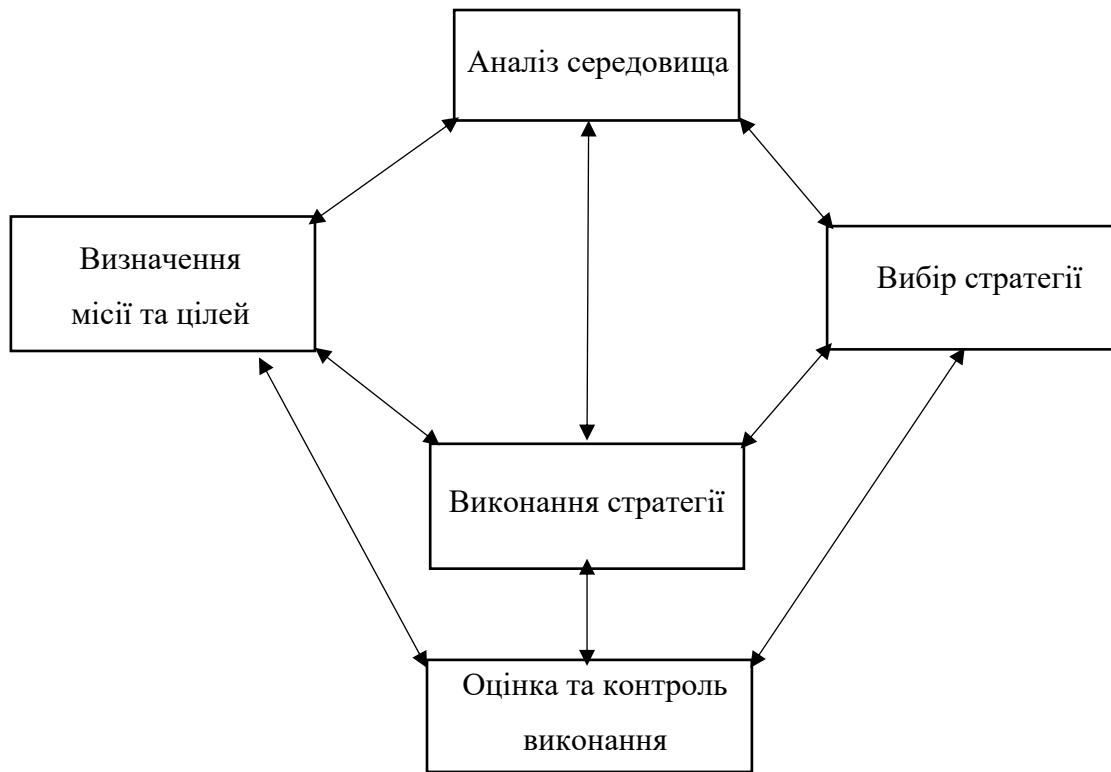 Аналіз середовища
Визначення
місії та цілей
Вибір стратегії
Виконання стратегії
Оцінка та контроль
виконання